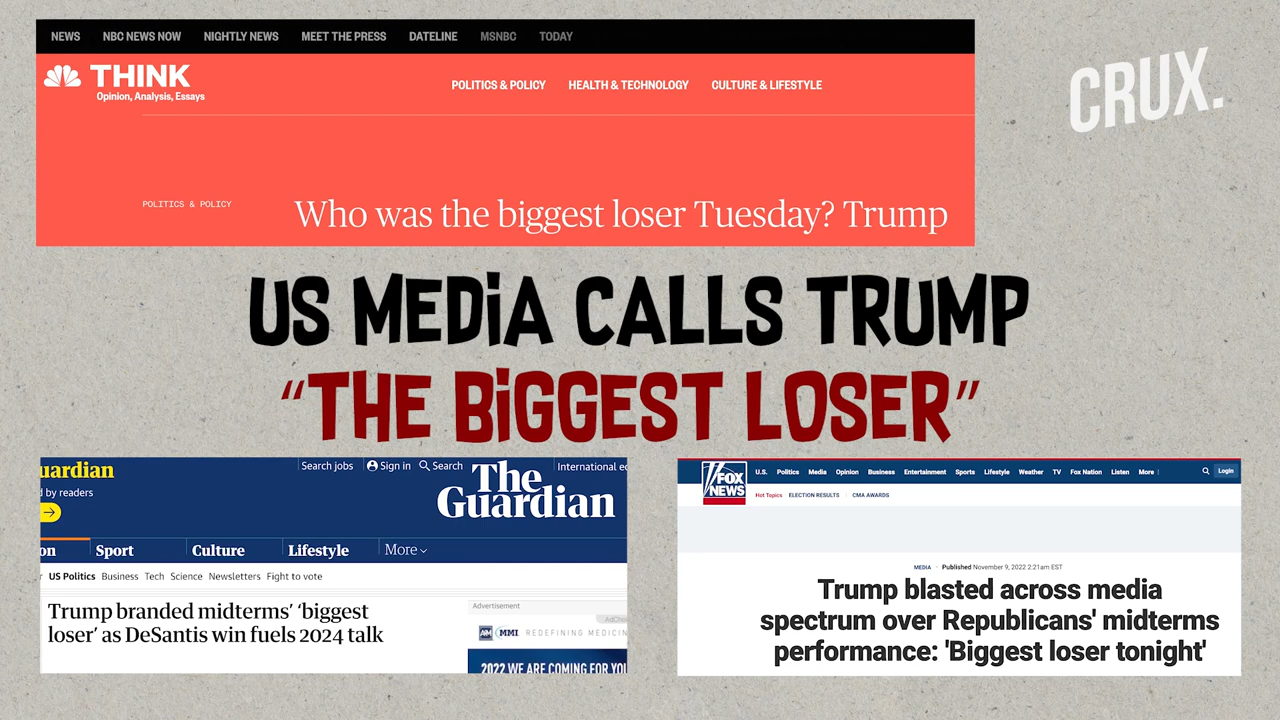 NEWS NBC NEWS NOW NIGHTLY NEWS MEET THE PRESS DATELINE MSNBC TODAY
THINK
Opinion, Analysis, Essays
POLITICS & POLICY HEALTH & TECHNOLOGY CULTURE & LIFESTYLE
CRUX.
POLITICS & POLICY
Who was the biggest loser Tuesday? Trump
US MEDiA CALLS TRUMP
“THE BiGGEST LOSER”
uardian
d by readers
Search jobs Sign in Search International ed
The
Guardian
on Sport Culture Lifestyle More
US Politics Business Tech Science Newsletters Fight to vote
Trump branded midterms’ ‘biggest
loser’ as DeSantis win fuels 2024 talk
Advertisement
AdCho
AIM MMI REDEFINING MEDICIN
2022 WE ARE COMING FOR YOU
FOX
NEWS
U.S. Politics Media Opinion Business Entertainment Sports Lifestyle Weather TV Fox Nation Listen More Login
Hot Topics ELECTION RESULTS CMA AWARDS
MEDIA Published November 9, 2022 2:21am EST
Trump blasted across media
spectrum over Republicans' midterms
performance: 'Biggest loser tonight'